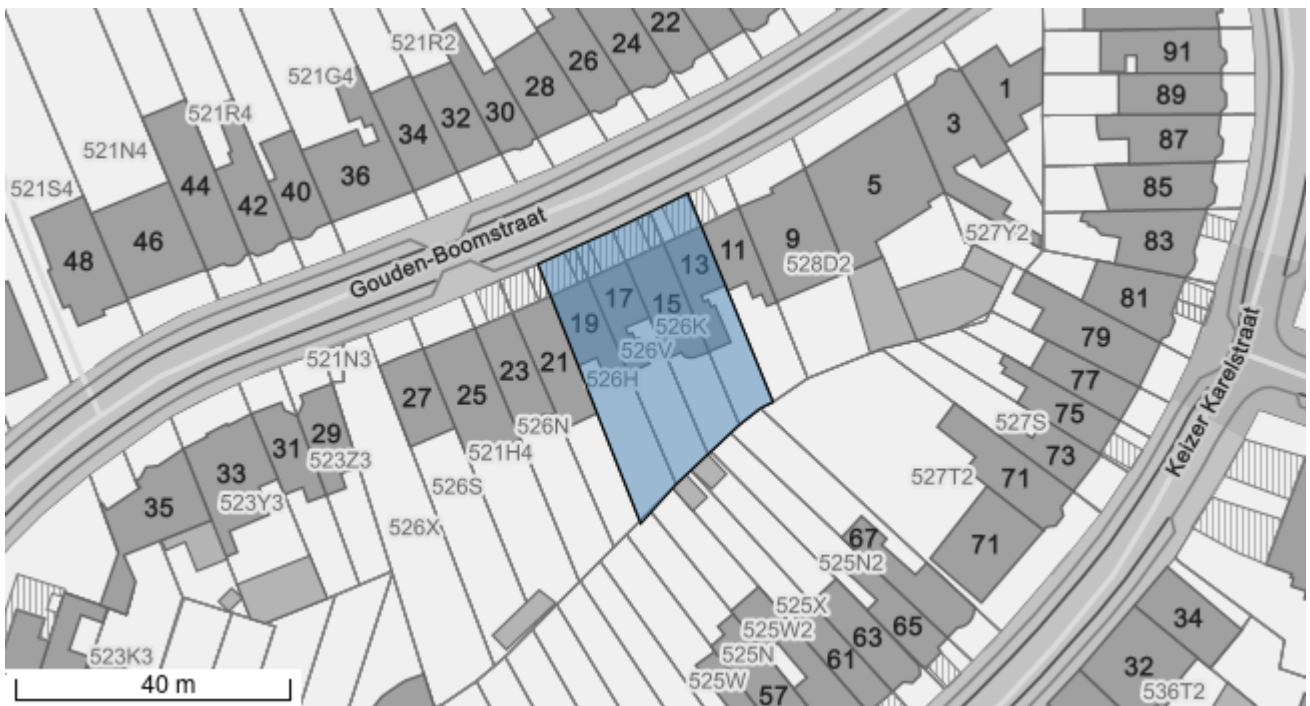 22
91
24
521R2
26
89
1
28
521G4
32
30
3
87
34
521R4
521N4
36
5
85
44
40
521S4
42
Gouden-Boomstraat
527Y2
83
46
9
11
528D2
48
13
81
17
15
19
526K
79
526V
526H
77
521N3
21
23
27
25
75
Keizer Karelstraat
526N
527S
29
31
521H4
73
523Z3
33
71
527T2
526S
35
523Y3
526X
67
71
525N2
525X
34
525W2
63
65
523K3
525N
61
32
525W
57
536T2
40 m